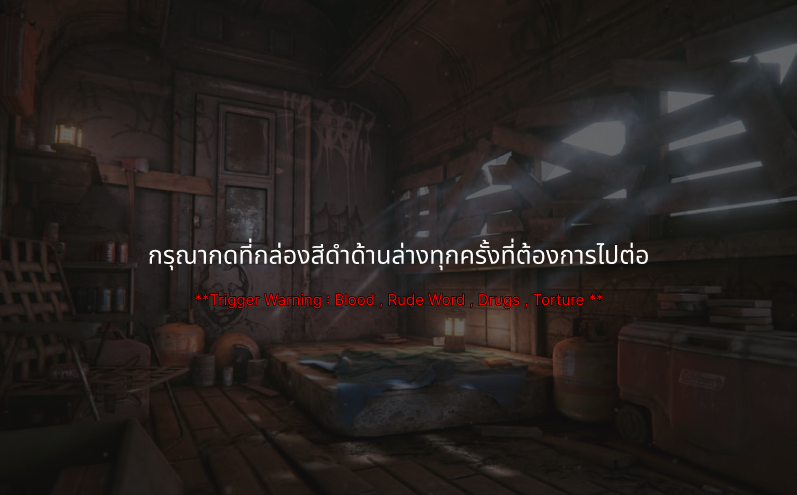 กรุณากดที่กล่องสีดำด้านล่างทุกครั้งที่ต้องการไปต่อ
**Trigger Warning : Blood , Rude Word , Drugs , Torture **